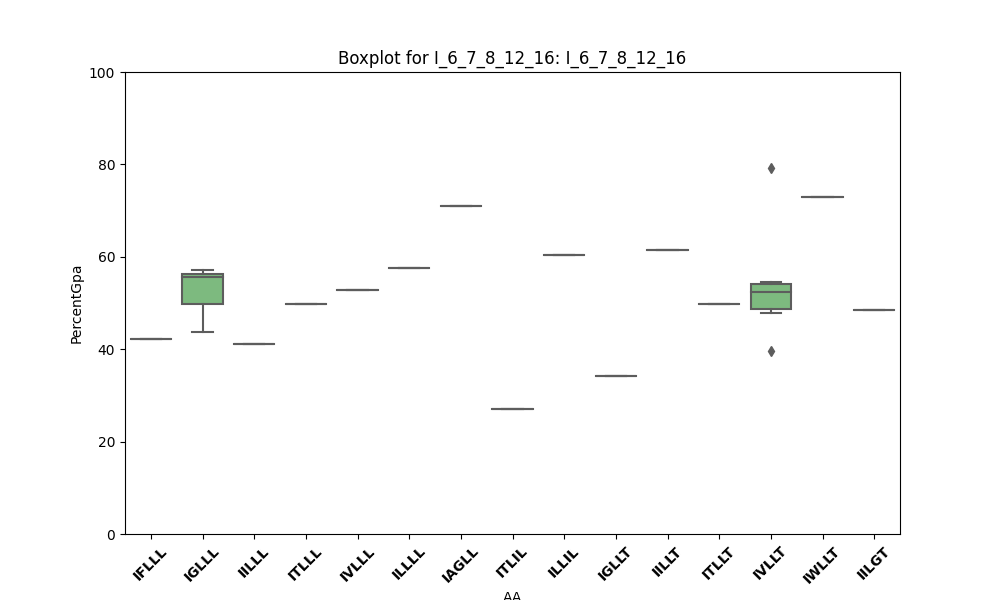 Boxplot for I_6_7_8_12_16: I_6_7_8_12_16
100
80
60
40
20
0
PercentGpa
IFLLL
IGLLL
IILLL
ITLLL
IVLLL
ILLLL
IAGLL
ITLIL
ILLIL
IGLLT
IILLT
ITLLT
IVLLT
IWLLT
IILGT
AA